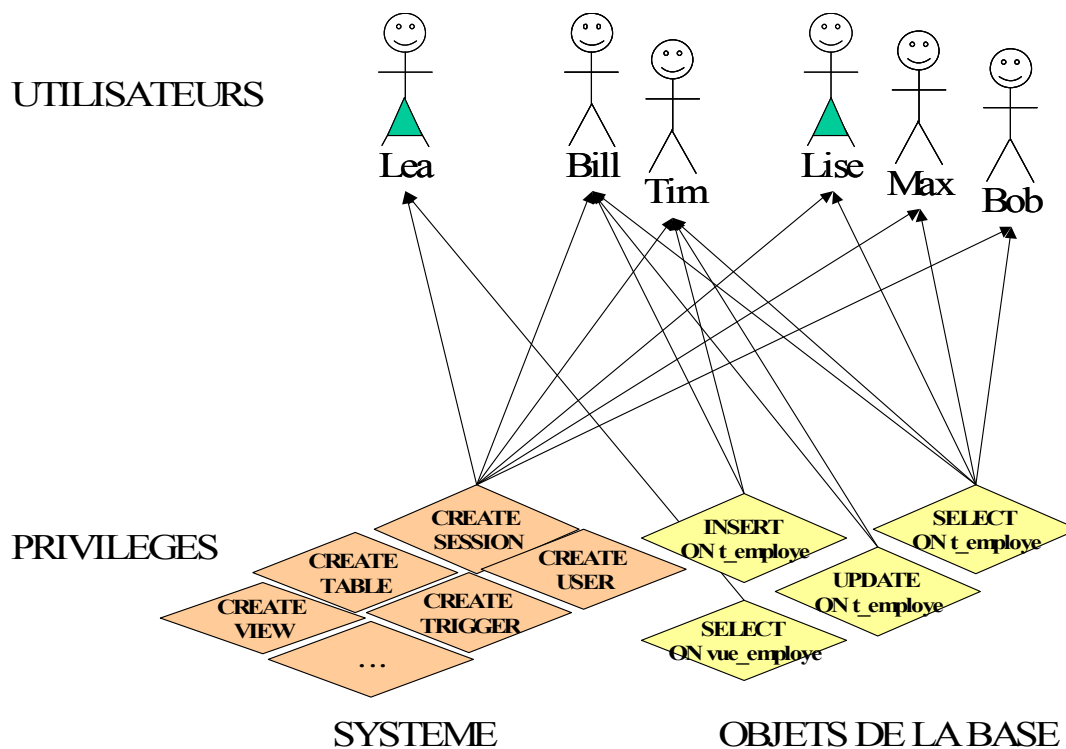 UTILISATEURS
Lea
Bill
Tim
Lise
Max
Bob
PRIVILEGES
CREATE
SESSION
CREATE
TABLE
CREATE
USER
CREATE
VIEW
CREATE
TRIGGER
...
INSERT
ON t_employe
SELECT
ON t_employe
UPDATE
ON t_employe
SELECT
ON vue_employe
SYSTEME
OBJETS DE LA BASE